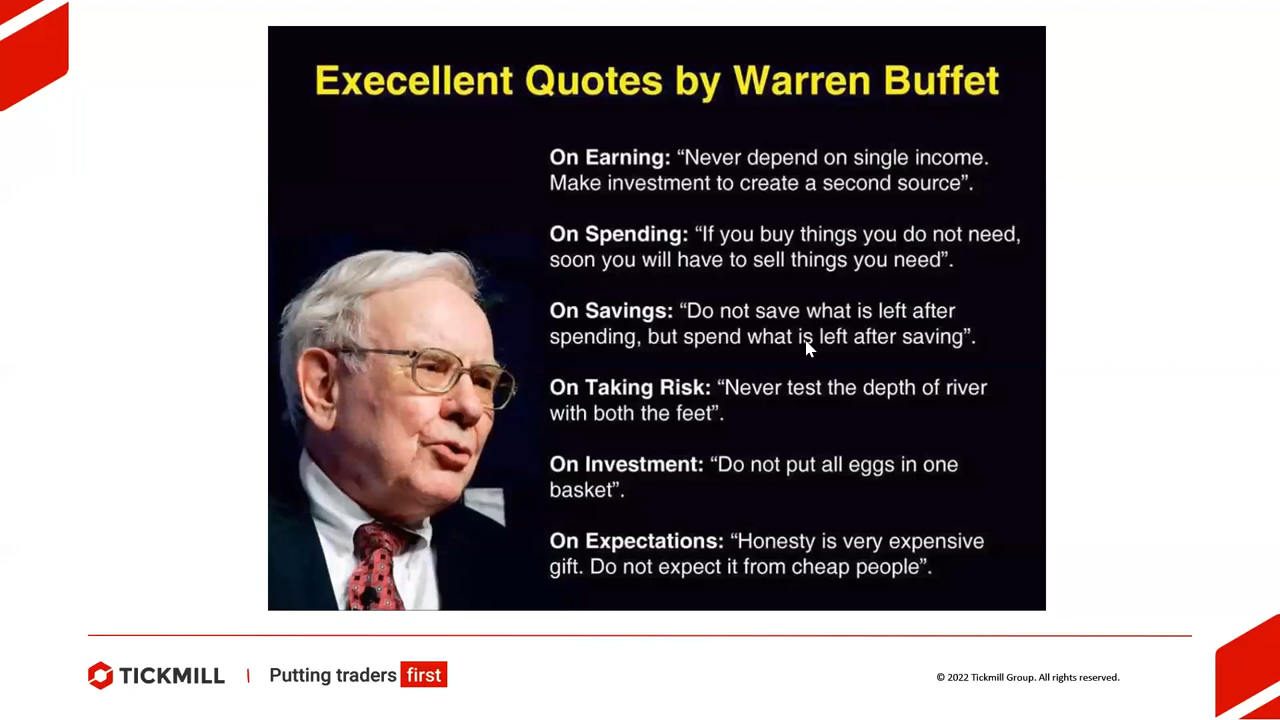 Execellent Quotes by Warren Buffet
On Earning: “Never depend on single income.
Make investment to create a second source”.
On Spending: “If you buy things you do not need,
soon you will have to sell things you need”.
On Savings: “Do not save what is left after
spending, but spend what is left after saving”.
On Taking Risk: “Never test the depth of river
with both the feet”.
On Investment: “Do not put all eggs in one
basket”.
On Expectations: “Honesty is very expensive
gift. Do not expect it from cheap people”.
TICKMILL | Putting traders first
© 2022 Tickmill Group. All rights reserved.